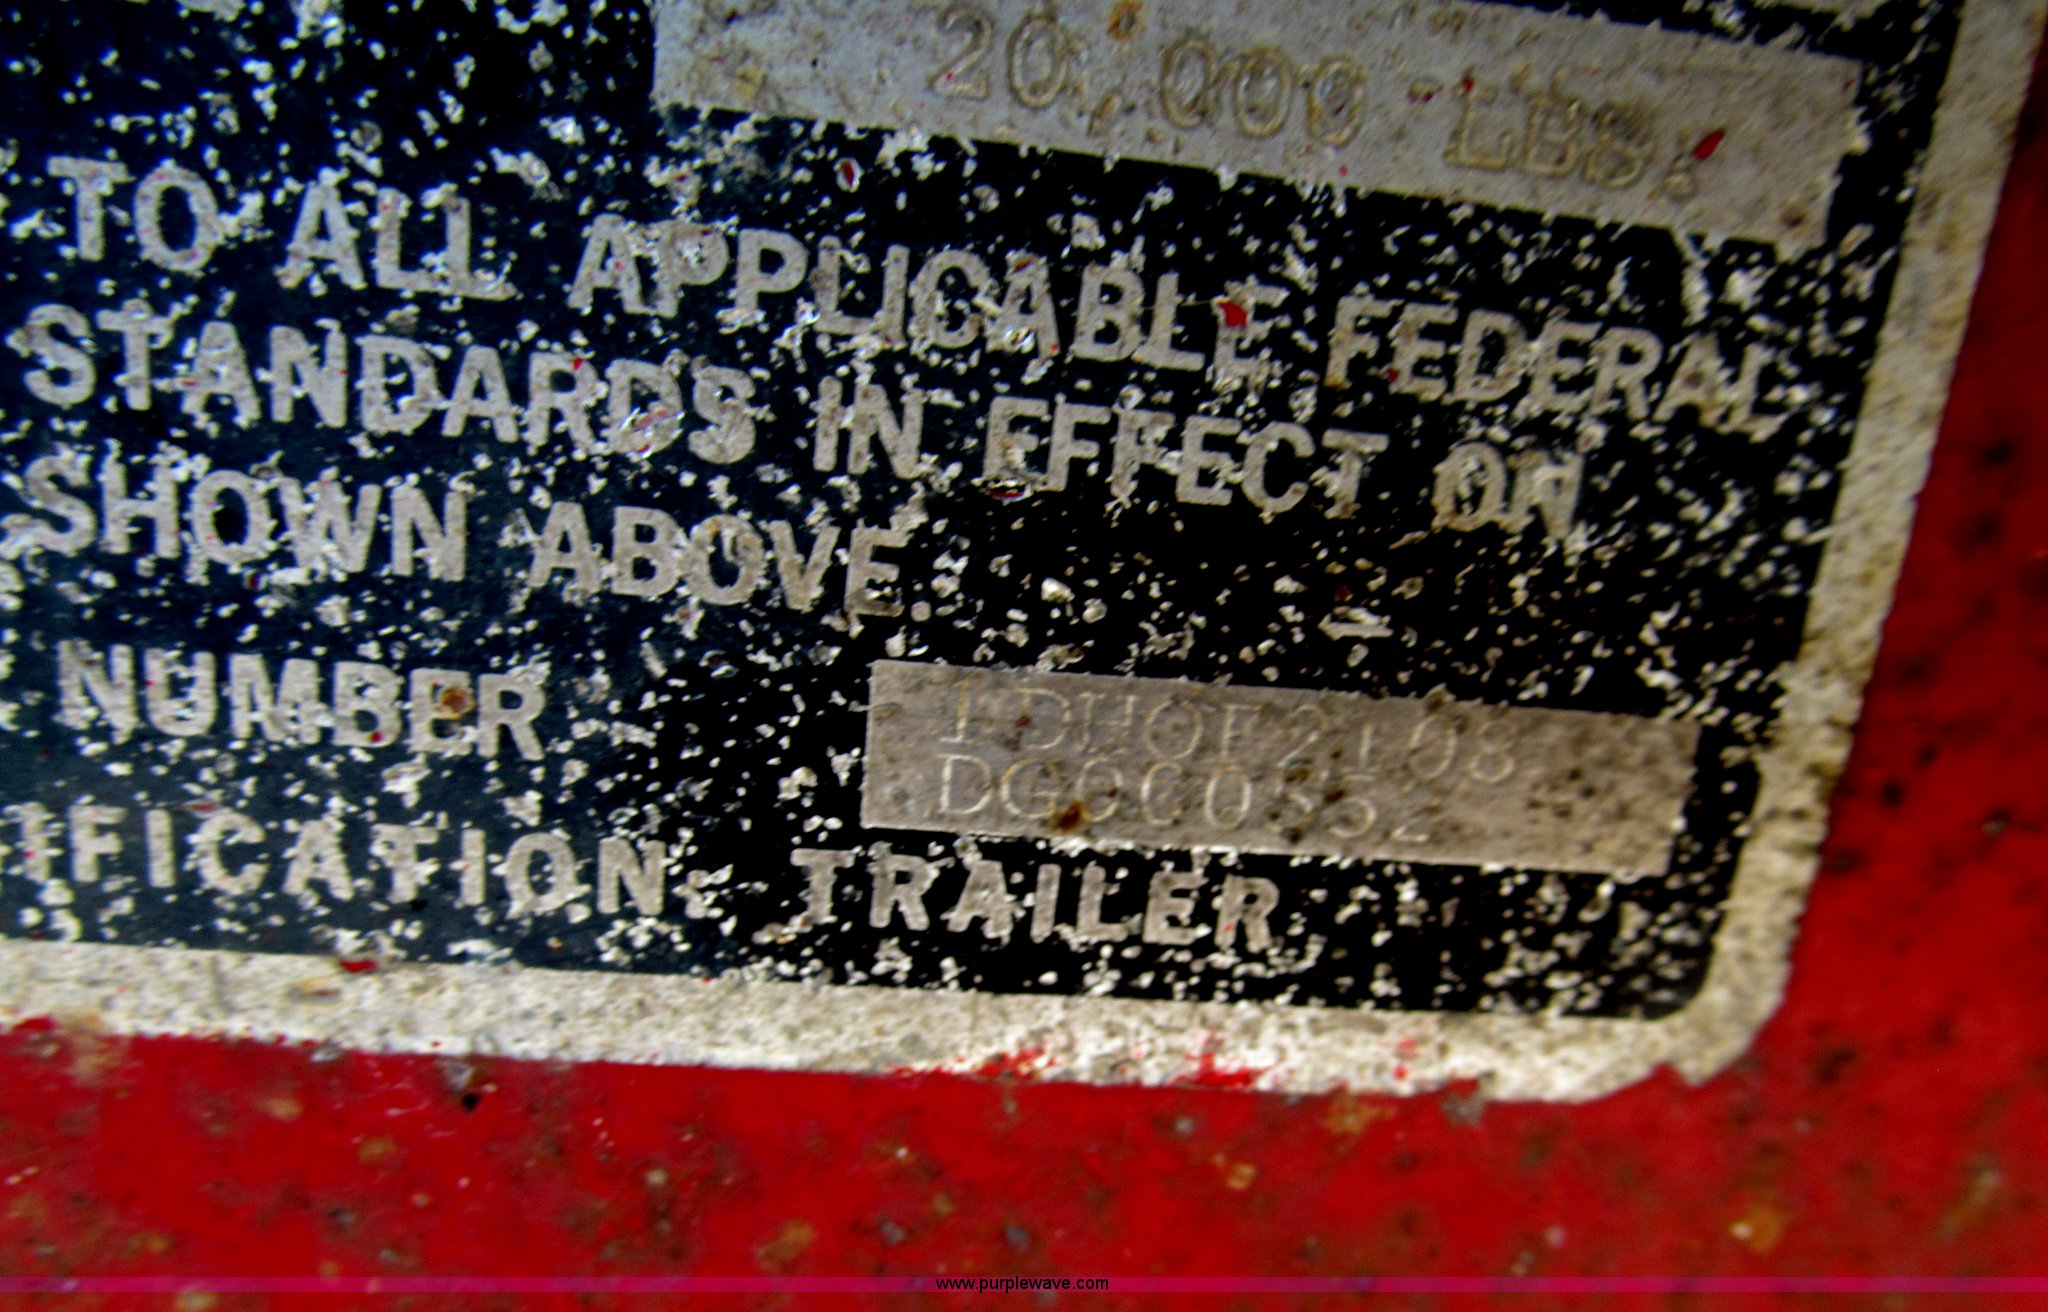 20,000 LBS.
TO ALL APPLICABLE FEDERAL
STANDARDS IN EFFECT ON
SHOWN ABOVE.
NUMBER
IFICATION. TRAILER
www.purplewave.com